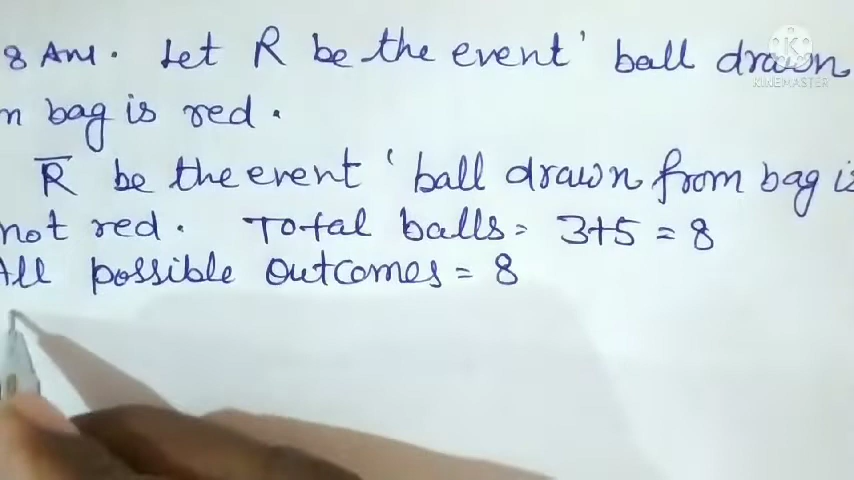 8 Ans. Let R be the event ' ball drawn
n bag is red.
R̅ be the event ' ball drawn from bag is
not red. Total balls = 3+5 = 8
All possible outcomes = 8
KINEMASTER